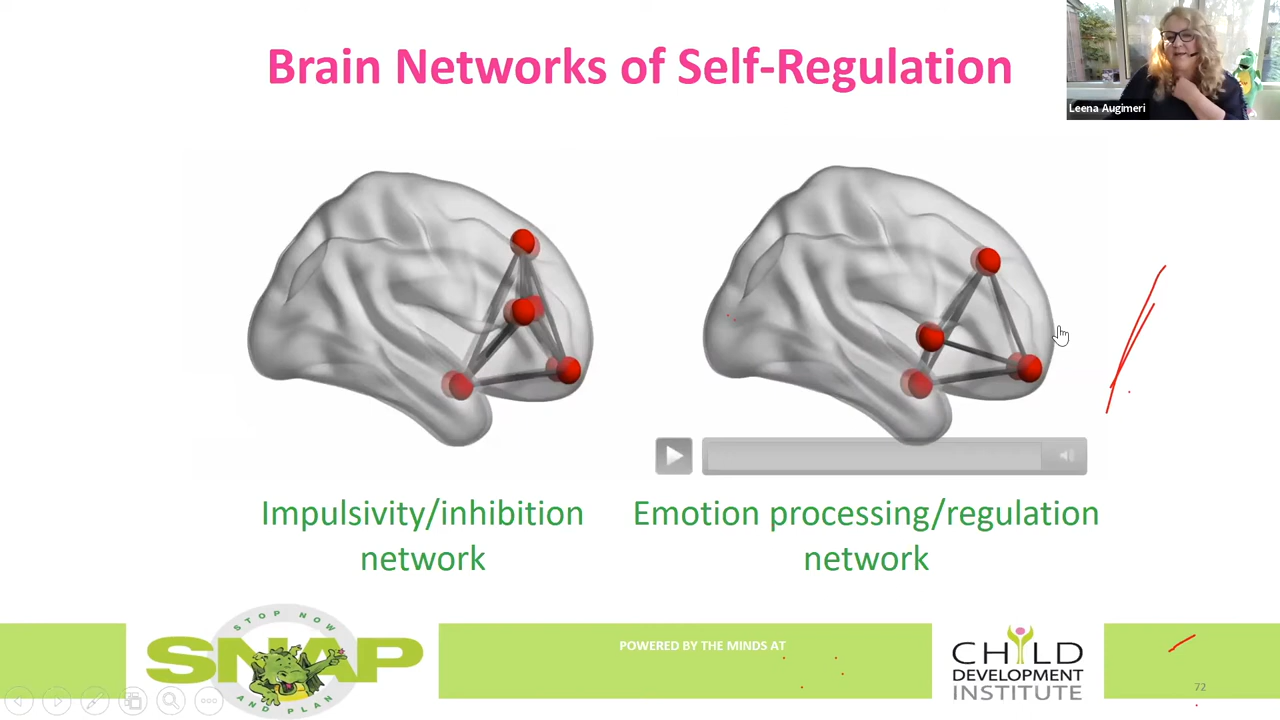 Brain Networks of Self-Regulation
Leena Augimeri
Impulsivity/inhibition
network
Emotion processing/regulation
network
STOP NOW
SNAP
AND PLAN
POWERED BY THE MINDS AT
CHILD
DEVELOPMENT
INSTITUTE
72